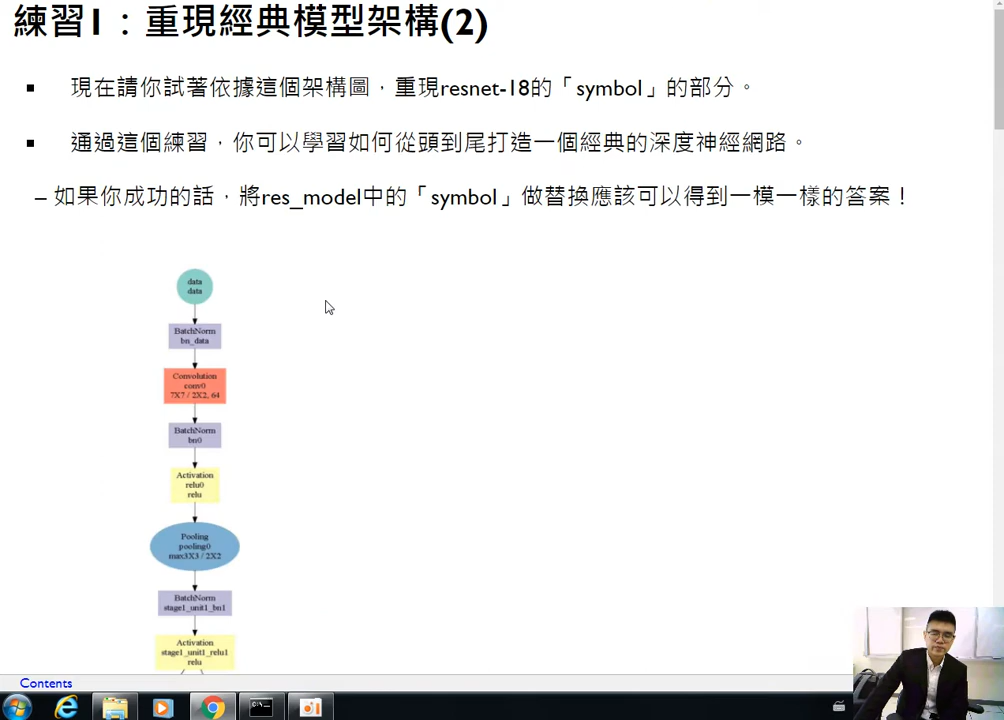 練習1：重現經典模型架構(2)
▪ 現在請你試著依據這個架構圖，重現resnet-18的「symbol」的部分。
▪ 通過這個練習，你可以學習如何從頭到尾打造一個經典的深度神經網路。
– 如果你成功的話，將res_model中的「symbol」做替換應該可以得到一模一樣的答案！
data
data
BatchNorm
bn_data
Convolution
conv0
7X7 / 2X2, 64
BatchNorm
bn0
Activation
relu0
relu
Pooling
pooling0
max3X3 / 2X2
BatchNorm
stage1_unit1_bn1
Activation
stage1_unit1_relu1
relu
Contents